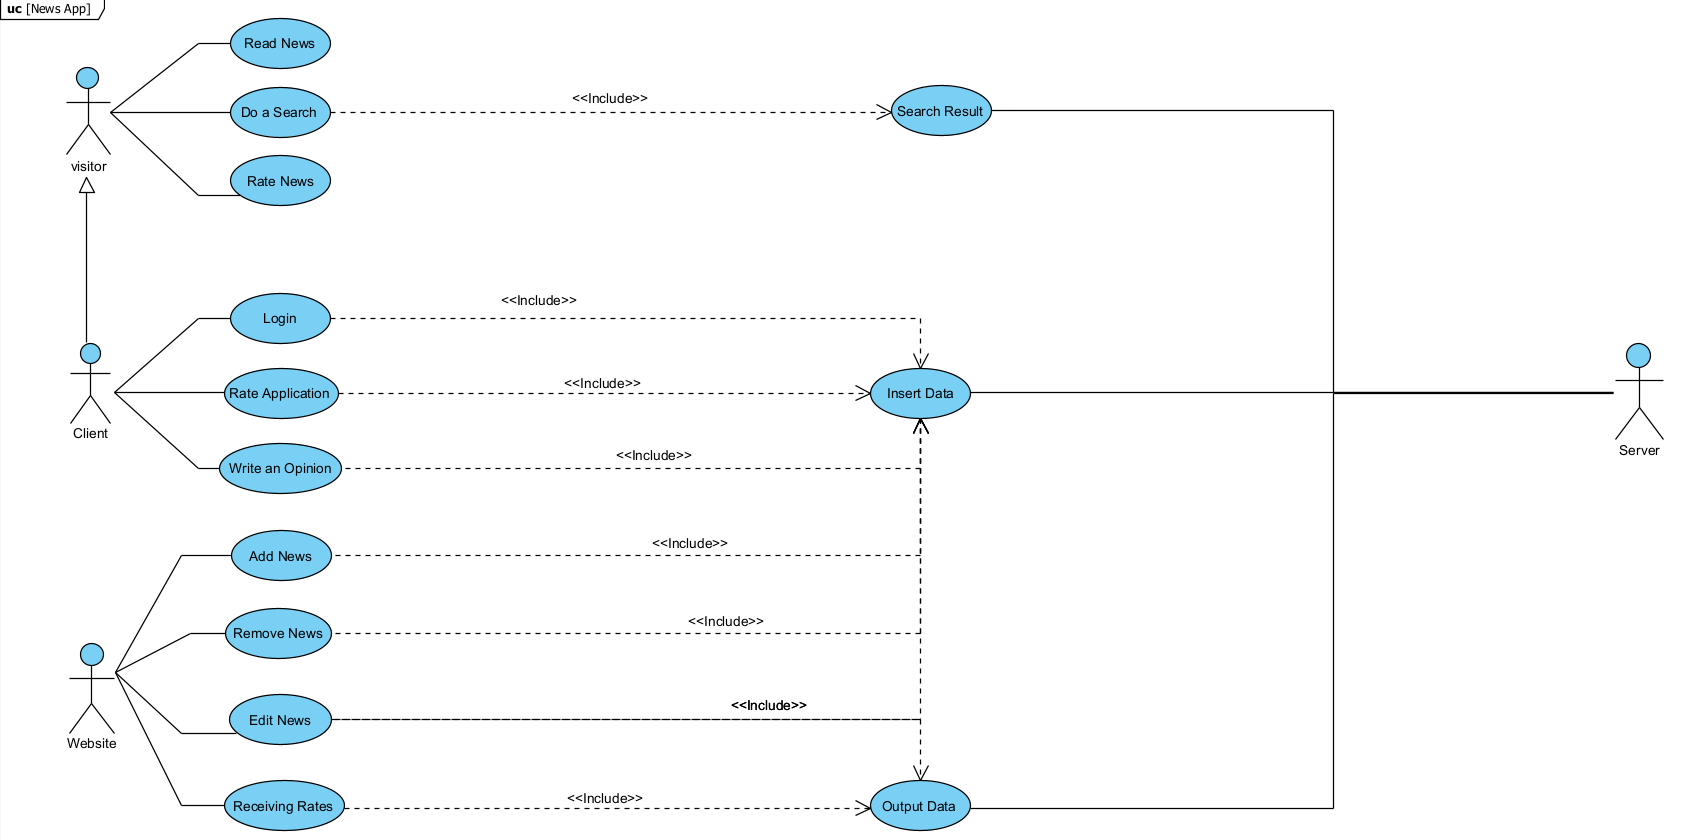 uc [News App]
Read News
<<Include>>
Do a Search
Search Result
visitor
Rate News
<<Include>>
Login
<<Include>>
Rate Application
Insert Data
Client
<<Include>>
Write an Opinion
Server
<<Include>>
Add News
<<Include>>
Remove News
<<Include>>
Edit News
Website
<<Include>>
Receiving Rates
Output Data